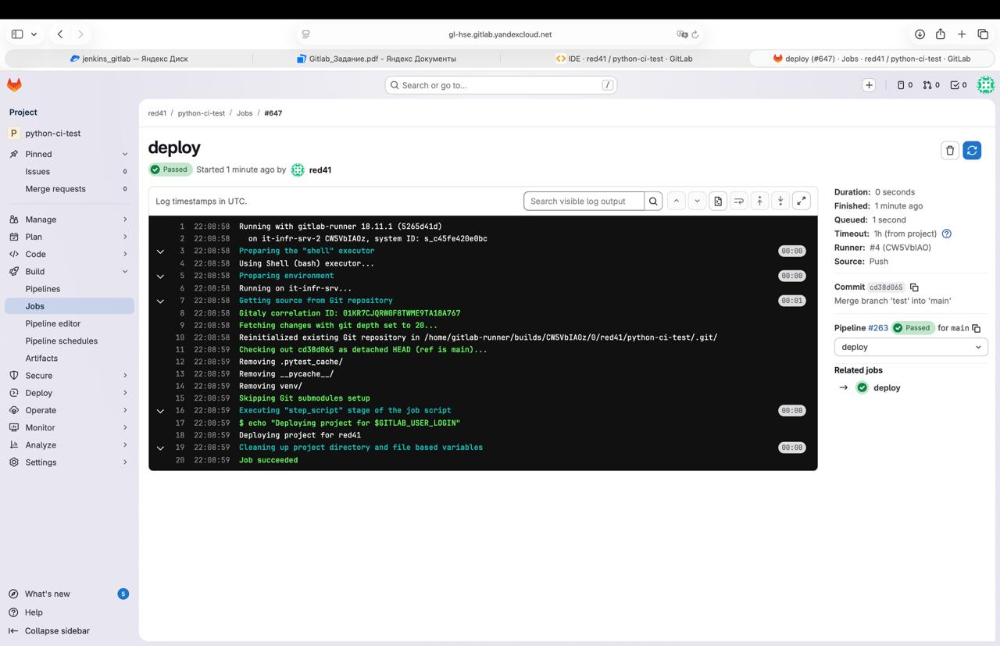 gl-hse.gitlab.yandexcloud.net
jenkins_gitlab — Яндекс Диск
Gitlab_Задание.pdf - Яндекс Документы
IDE · red41 / python-ci-test · GitLab
deploy (#647) · Jobs · red41 / python-ci-test · GitLab
Search or go to...
/
0
0
0
Project
P python-ci-test
Pinned
Issues 0
Merge requests 0
Manage
Plan
Code
Build
Pipelines
Jobs
Pipeline editor
Pipeline schedules
Artifacts
Secure
Deploy
Operate
Monitor
Analyze
Settings
What's new 5
Help
Collapse sidebar
red41 / python-ci-test / Jobs / #647
deploy
Passed Started 1 minute ago by red41
Log timestamps in UTC.
Search visible log output
1 22:08:58 Running with gitlab-runner 18.11.1 (5265d41d)
2 22:08:58 on it-infr-srv-2 CW5VbIAOz, system ID: s_c45fe420e0bc
3 22:08:58 Preparing the "shell" executor 00:00
4 22:08:58 Using Shell (bash) executor...
5 22:08:58 Preparing environment 00:00
6 22:08:58 Running on it-infr-srv...
7 22:08:58 Getting source from Git repository 00:01
8 22:08:58 Gitaly correlation ID: 01KR7CJQRW0F8TWME9TA18A767
9 22:08:58 Fetching changes with git depth set to 20...
10 22:08:58 Reinitialized existing Git repository in /home/gitlab-runner/builds/CW5VbIAOz/0/red41/python-ci-test/.git/
11 22:08:58 Checking out cd38d065 as detached HEAD (ref is main)...
12 22:08:59 Removing .pytest_cache/
13 22:08:59 Removing __pycache__/
14 22:08:59 Removing venv/
15 22:08:59 Skipping Git submodules setup
16 22:08:59 Executing "step_script" stage of the job script 00:00
17 22:08:59 $ echo "Deploying project for $GITLAB_USER_LOGIN"
18 22:08:59 Deploying project for red41
19 22:08:59 Cleaning up project directory and file based variables 00:00
20 22:08:59 Job succeeded
Duration: 0 seconds
Finished: 1 minute ago
Queued: 1 second
Timeout: 1h (from project)
Runner: #4 (CW5VbIAO)
Source: Push
Commit cd38d065
Merge branch 'test' into 'main'
Pipeline #263 Passed for main
deploy
Related jobs
deploy